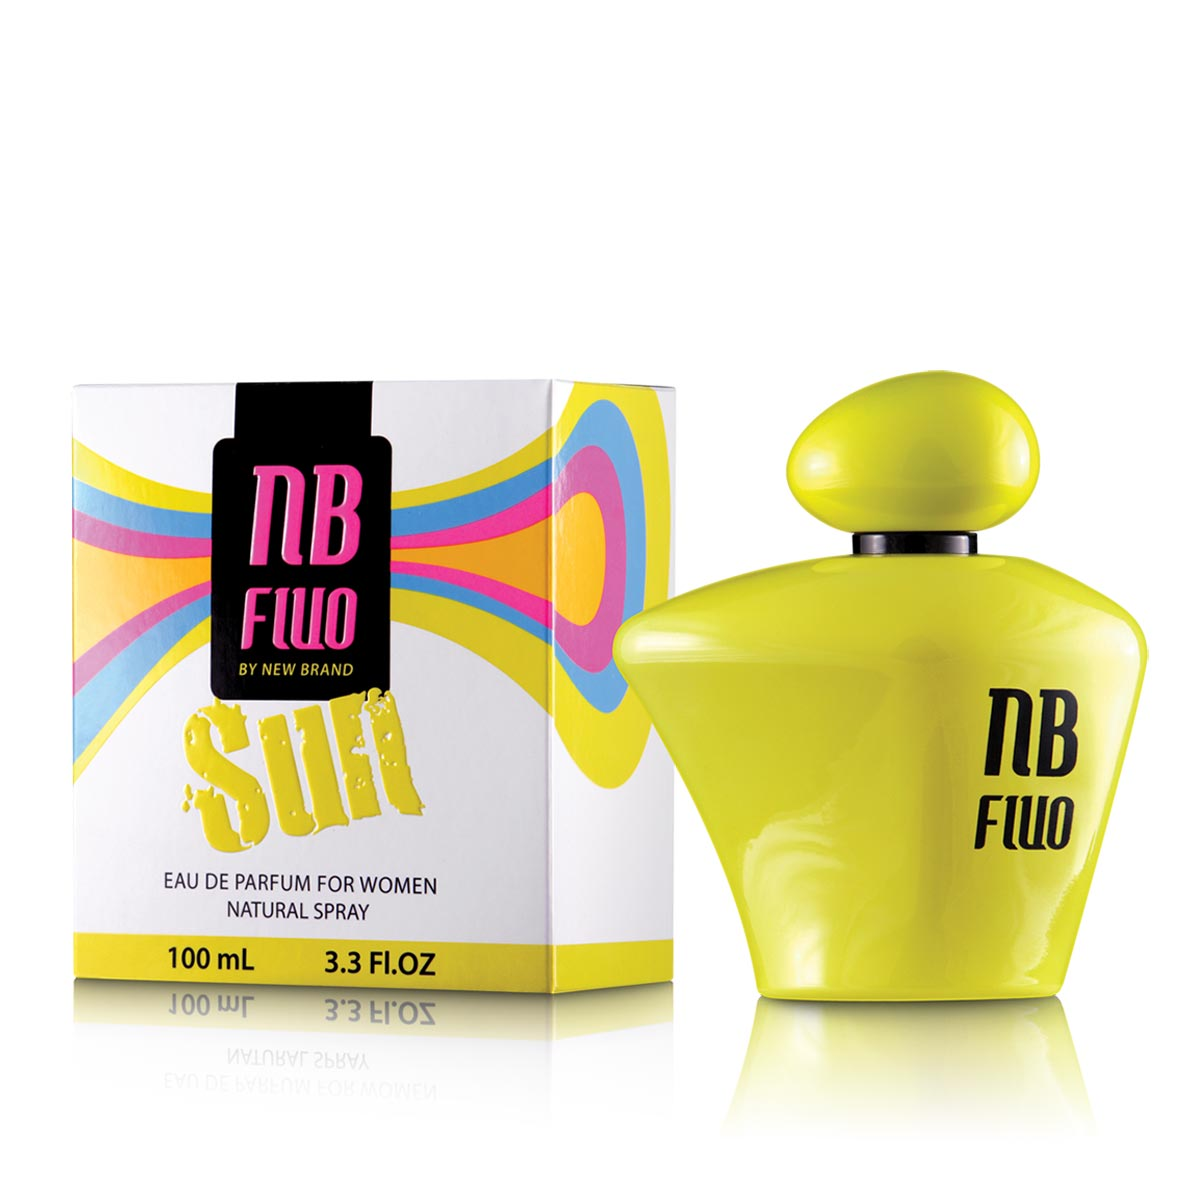 NB
Fluo
BY NEW BRAND
Sun
EAU DE PARFUM FOR WOMEN
NATURAL SPRAY
100 mL 3.3 Fl.OZ
NB
Fluo